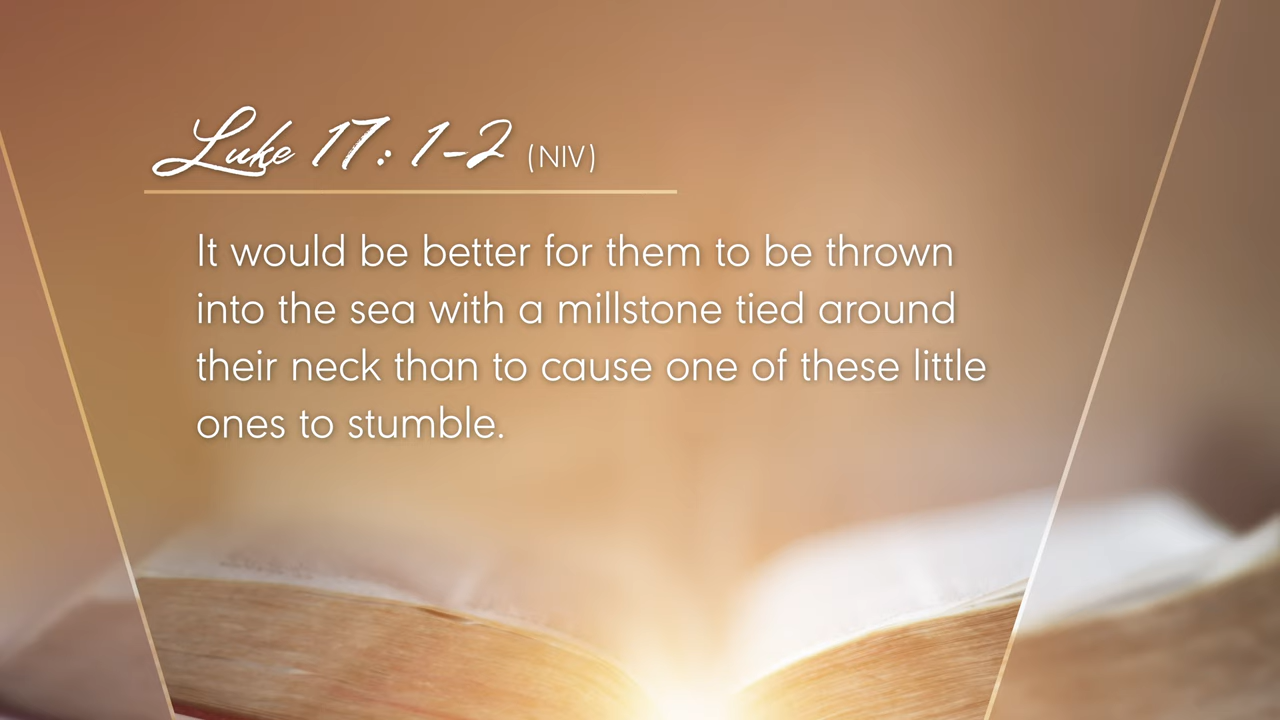 Luke 17: 1-2 (NIV)
It would be better for them to be thrown
into the sea with a millstone tied around
their neck than to cause one of these little
ones to stumble.